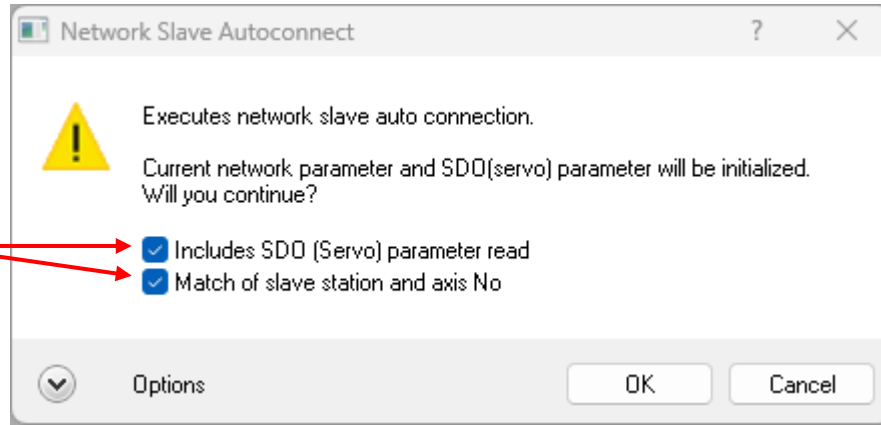 Network Slave Autoconnect
Executes network slave auto connection.
Current network parameter and SDO(servo) parameter will be initialized.
Will you continue?
Includes SDO (Servo) parameter read
Match of slave station and axis No
Options
OK
Cancel